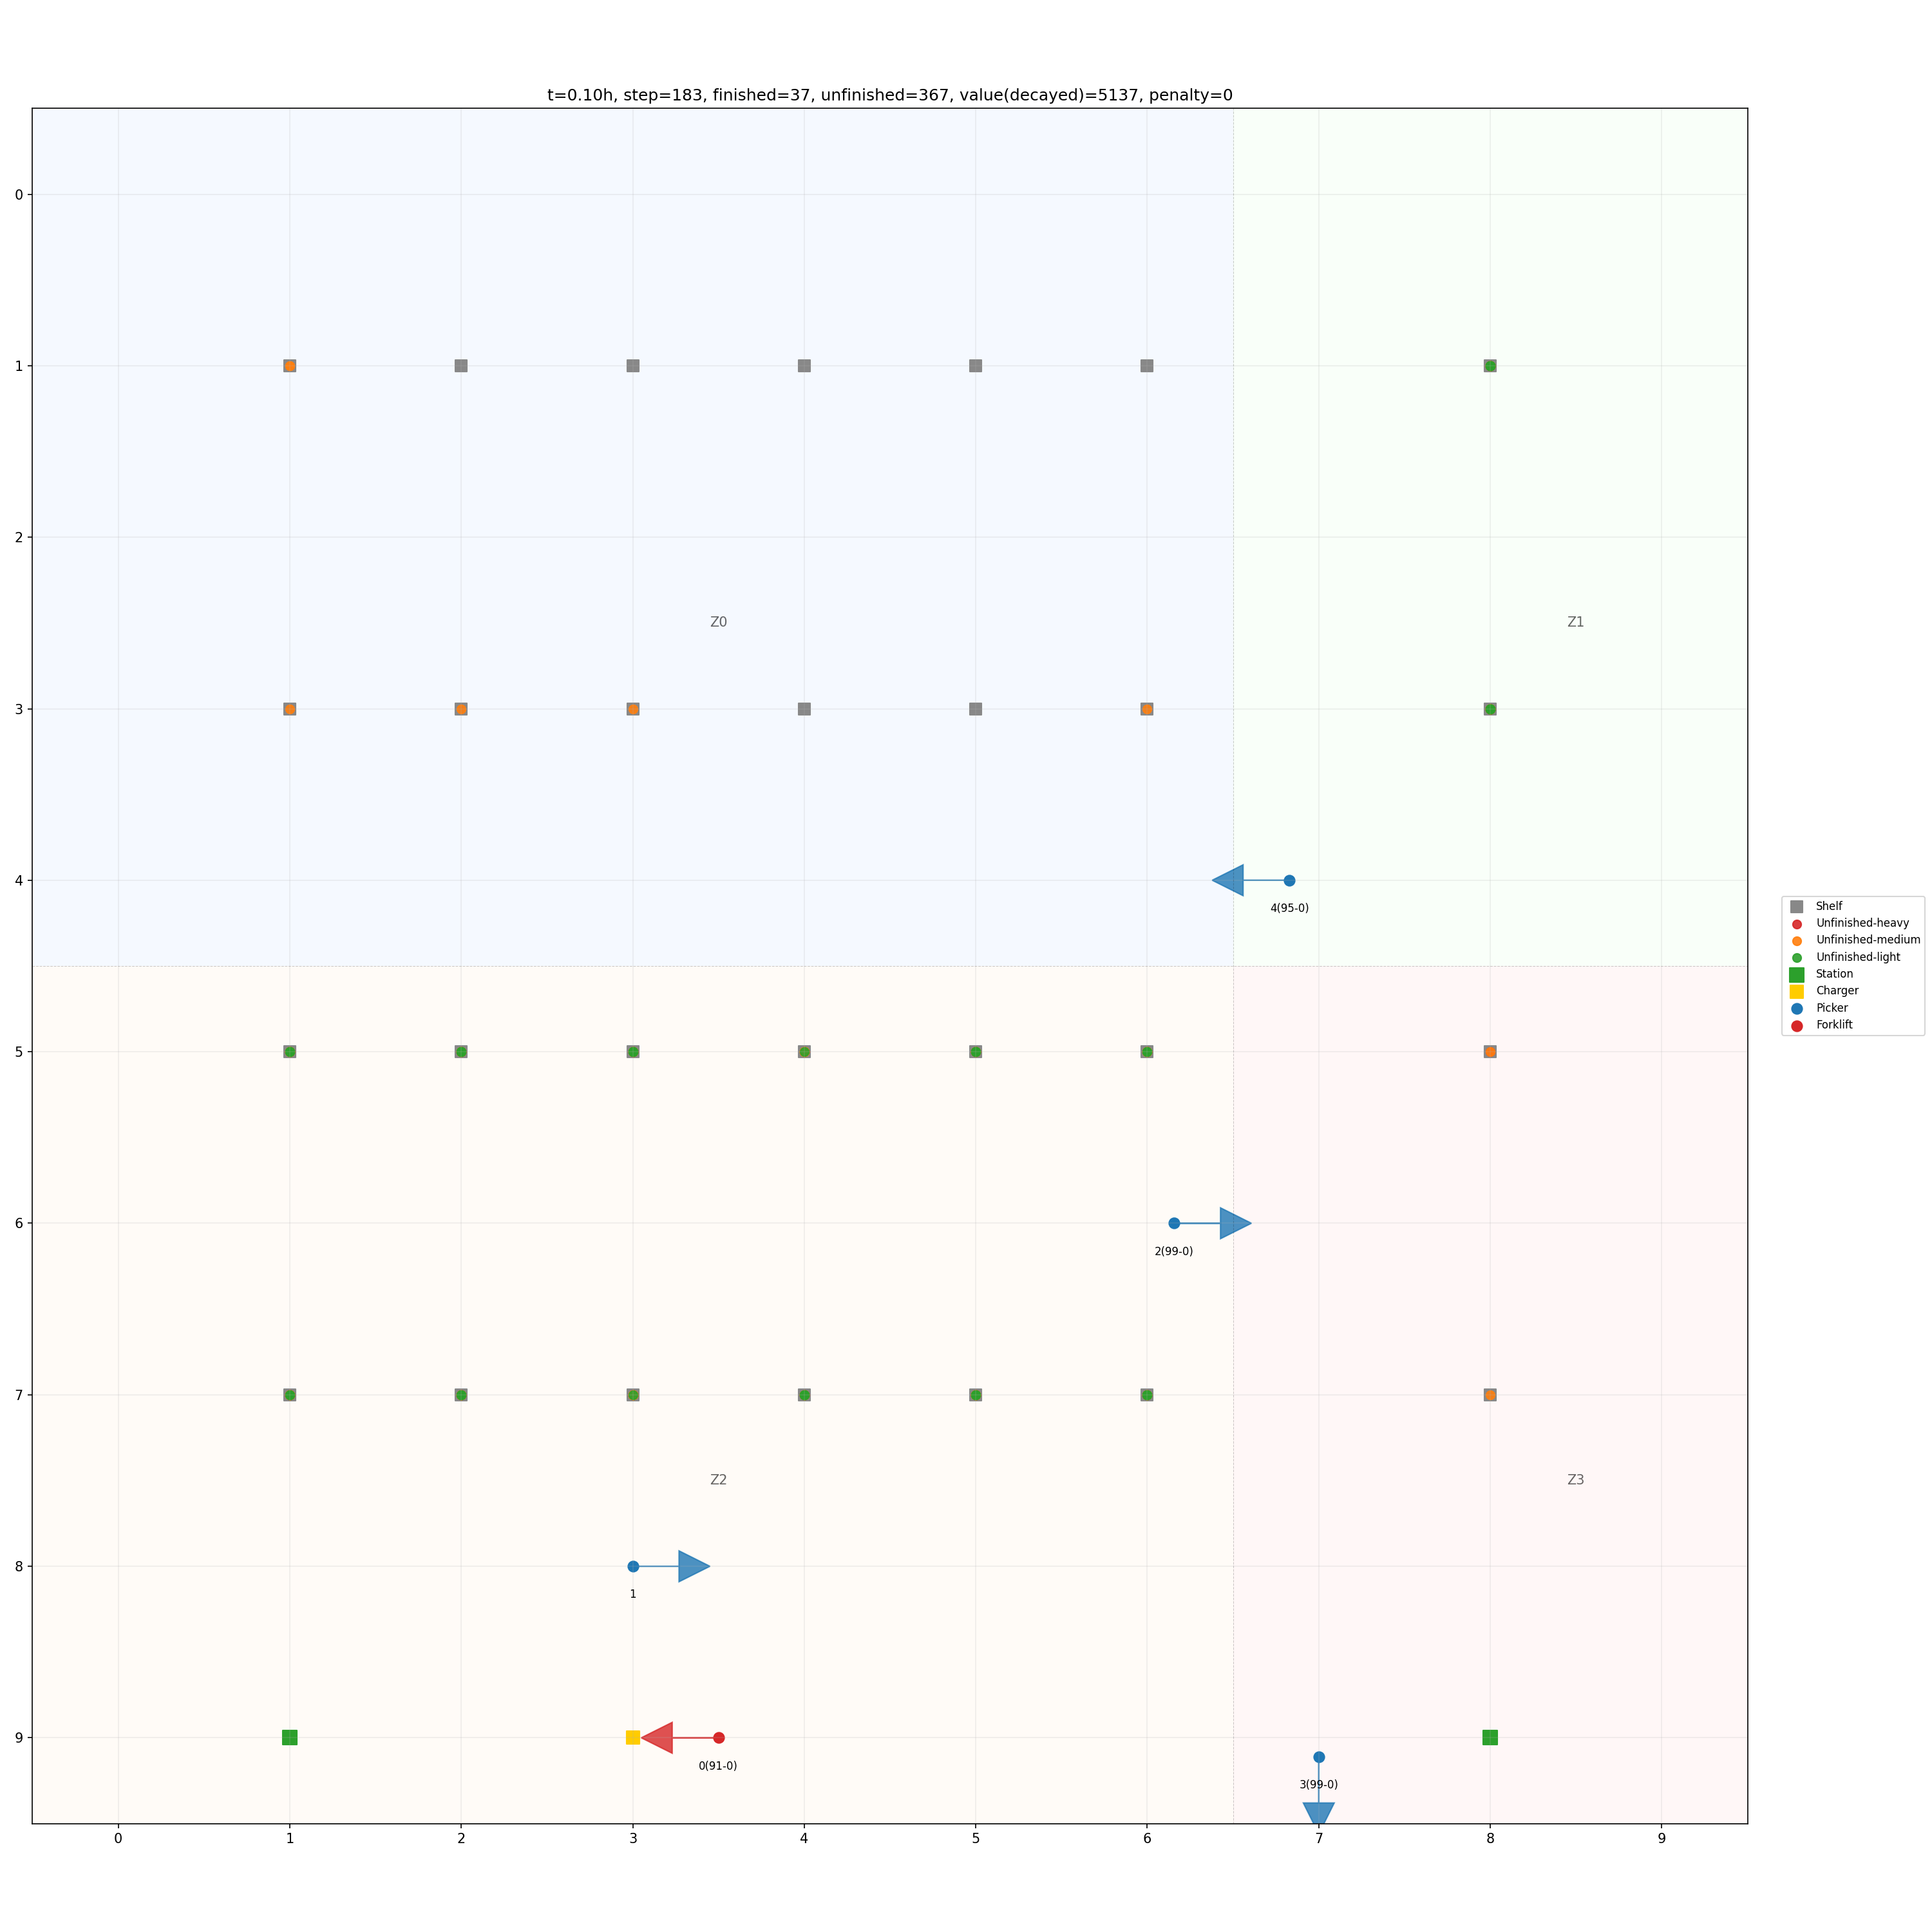 t=0.10h, step=183, finished=37, unfinished=367, value(decayed)=5137, penalty=0
0
1
2
Z0
Z1
3
4
4(95-0)
Shelf
Unfinished-heavy
Unfinished-medium
Unfinished-light
Station
Charger
Picker
Forklift
5
6
2(99-0)
7
Z2
Z3
8
1
9
0(91-0)
3(99-0)
0 1 2 3 4 5 6 7 8 9